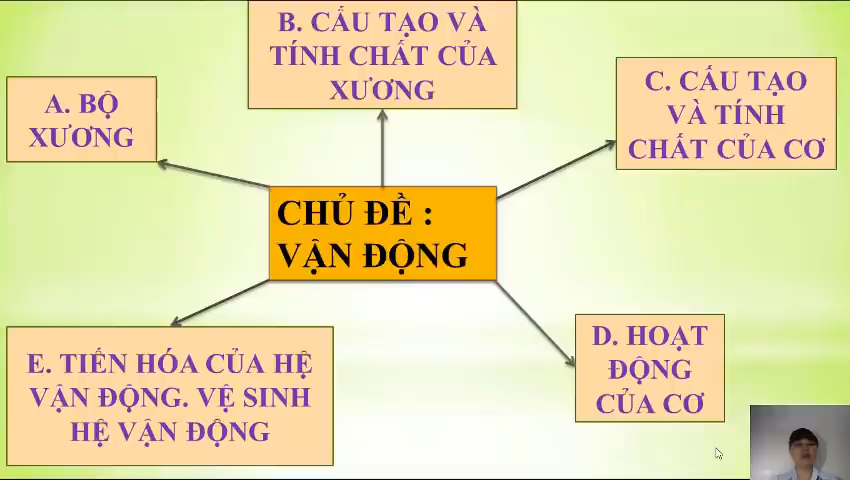 B. CẤU TẠO VÀ
TÍNH CHẤT CỦA
XƯƠNG
A. BỘ
XƯƠNG
C. CẤU TẠO
VÀ TÍNH
CHẤT CỦA CƠ
CHỦ ĐỀ :
VẬN ĐỘNG
E. TIẾN HÓA CỦA HỆ
VẬN ĐỘNG. VỆ SINH
HỆ VẬN ĐỘNG
D. HOẠT
ĐỘNG
CỦA CƠ